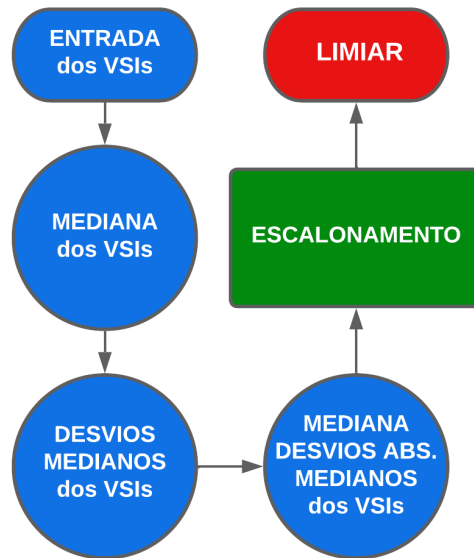 ENTRADA
dos VSIs
MEDIANA
dos VSIs
DESVIOS
MEDIANOS
dos VSIs
MEDIANA
DESVIOS ABS.
MEDIANOS
dos VSIs
ESCALONAMENTO
LIMIAR